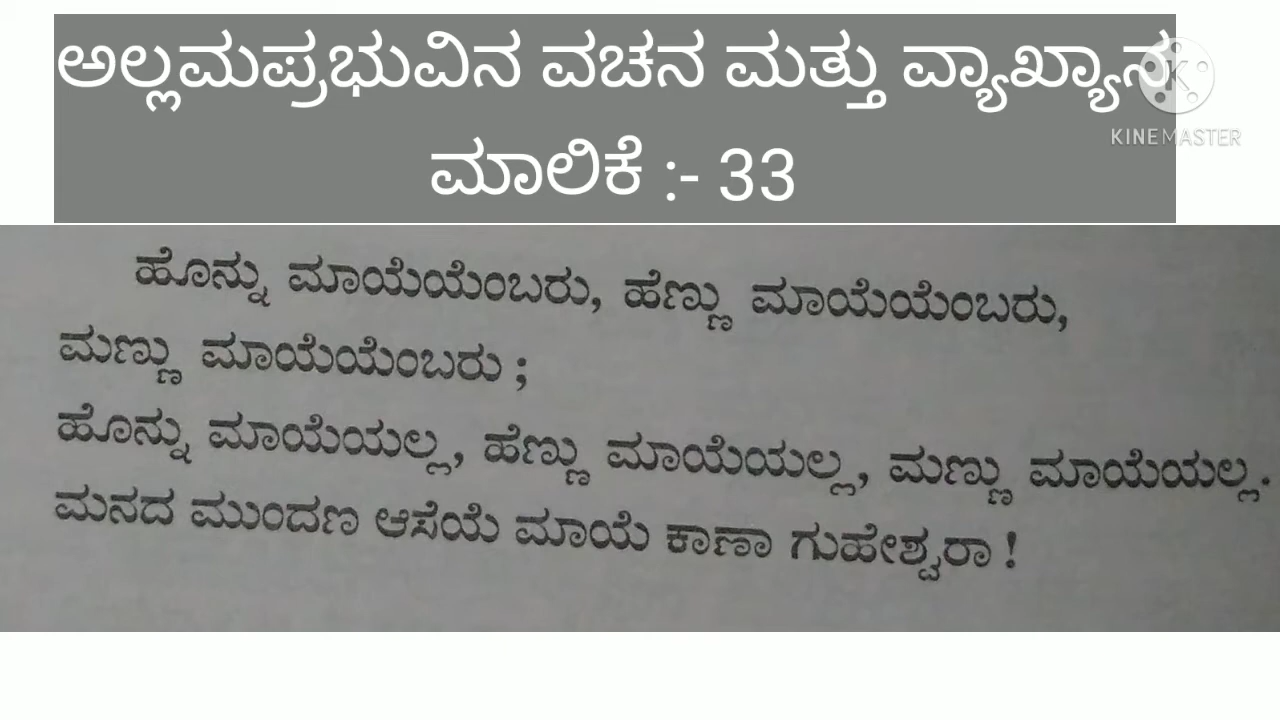 ಅಲ್ಲಮಪ್ರಭುವಿನ ವಚನ ಮತ್ತು ವ್ಯಾಖ್ಯಾನ
ಮಾಲಿಕೆ :- 33
KINEMASTER
ಹೊನ್ನು ಮಾಯೆಯೆಂಬರು, ಹೆಣ್ಣು ಮಾಯೆಯೆಂಬರು,
ಮಣ್ಣು ಮಾಯೆಯೆಂಬರು ;
ಹೊನ್ನು ಮಾಯೆಯಲ್ಲ, ಹೆಣ್ಣು ಮಾಯೆಯಲ್ಲ, ಮಣ್ಣು ಮಾಯೆಯಲ್ಲ.
ಮನದ ಮುಂದಣ ಆಸೆಯೆ ಮಾಯೆ ಕಾಣಾ ಗುಹೇಶ್ವರಾ !